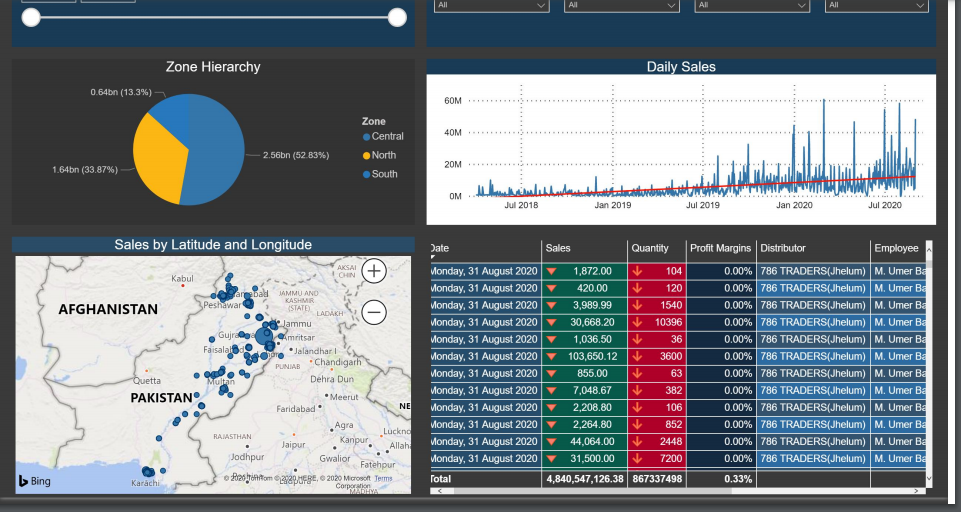 All All All All
Zone Hierarchy
0.64bn (13.3%)
1.64bn (33.87%)
2.56bn (52.83%)
Zone
Central
North
South
Daily Sales
60M
40M
20M
0M
Jul 2018 Jan 2019 Jul 2019 Jan 2020 Jul 2020
Sales by Latitude and Longitude
AKSAI
CHIN
Kabul
JAMMU AND
KASHMIR
(STATE)
LADAKH
Peshawar
AFGHANISTAN
Jammu
Amritsar
Faisalabad
Jalandhar
Chandigarh
PUNJAB
Dehra Dun
Quetta
Multan
PAKISTAN
Meerut
Faridabad
NE
Agra
RAJASTHAN
Jaipur
Kanpur
Jodhpur
Gwalior
Fatehpur
Karachi
Bing
© 2020 TomTom © 2020 HERE, © 2020 Microsoft Corporation Terms
Date Sales Quantity Profit Margins Distributor Employee
Monday, 31 August 2020 1,872.00 104 0.00% 786 TRADERS(Jhelum) M. Umer Ba
Monday, 31 August 2020 420.00 120 0.00% 786 TRADERS(Jhelum) M. Umer Ba
Monday, 31 August 2020 3,989.99 1540 0.00% 786 TRADERS(Jhelum) M. Umer Ba
Monday, 31 August 2020 30,668.20 10396 0.00% 786 TRADERS(Jhelum) M. Umer Ba
Monday, 31 August 2020 1,036.50 36 0.00% 786 TRADERS(Jhelum) M. Umer Ba
Monday, 31 August 2020 103,650.12 3600 0.00% 786 TRADERS(Jhelum) M. Umer Ba
Monday, 31 August 2020 855.00 63 0.00% 786 TRADERS(Jhelum) M. Umer Ba
Monday, 31 August 2020 7,048.67 382 0.00% 786 TRADERS(Jhelum) M. Umer Ba
Monday, 31 August 2020 2,208.80 106 0.00% 786 TRADERS(Jhelum) M. Umer Ba
Monday, 31 August 2020 2,264.80 852 0.00% 786 TRADERS(Jhelum) M. Umer Ba
Monday, 31 August 2020 44,064.00 2448 0.00% 786 TRADERS(Jhelum) M. Umer Ba
Monday, 31 August 2020 31,500.00 7200 0.00% 786 TRADERS(Jhelum) M. Umer Ba
Total 4,840,547,126.38 867337498 0.33%